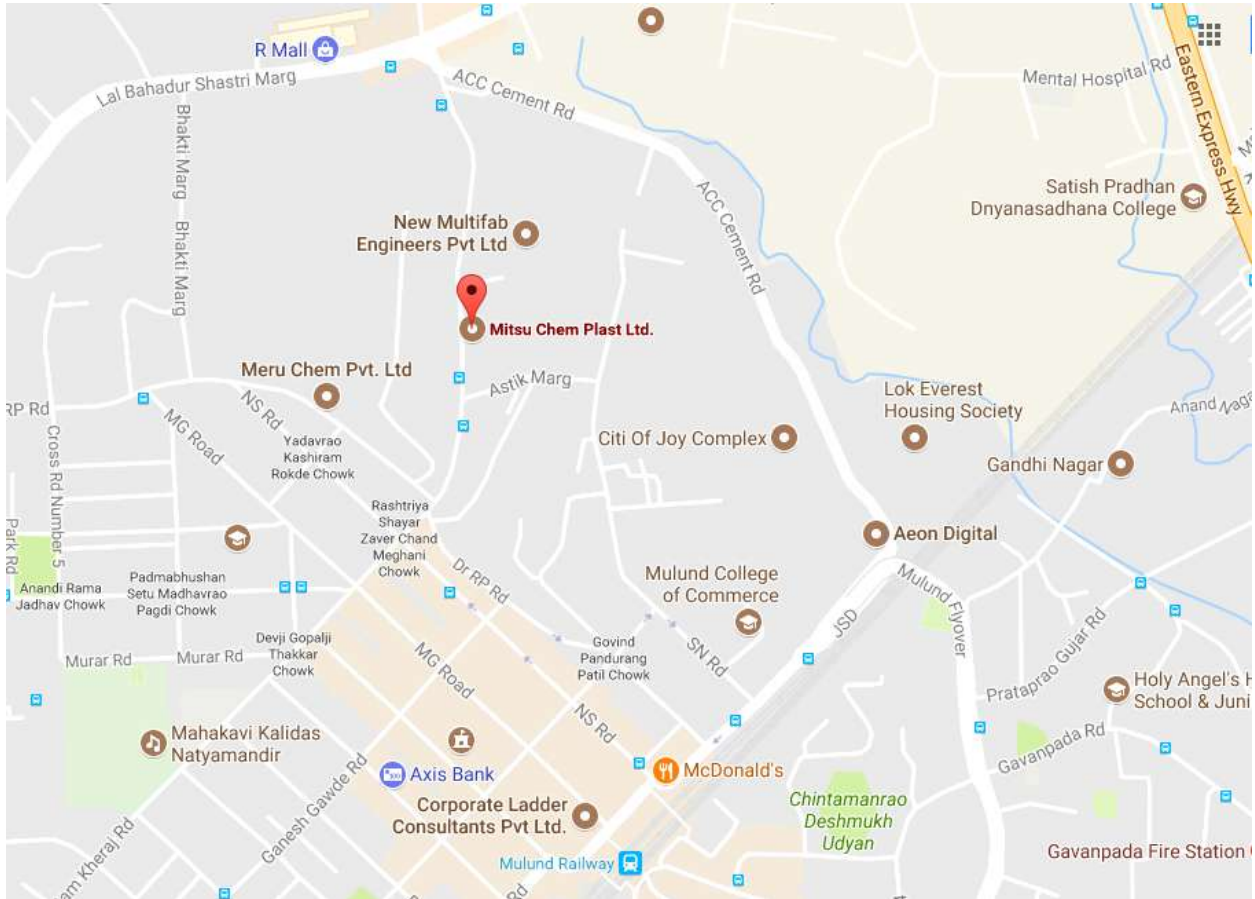 R Mall
Lal Bahadur Shastri Marg
ACC Cement Rd
Mental Hospital Rd
Eastern Express Hwy
Bhakti Marg
Bhakti Marg
Satish Pradhan
Dnyanasadhana College
ACC Cement Rd
New Multifab
Engineers Pvt Ltd
Mitsu Chem Plast Ltd.
Meru Chem Pvt. Ltd
Astik Marg
Lok Everest
Housing Society
RP Rd
NS Rd
MG Road
Anand Naga
Citi Of Joy Complex
Gandhi Nagar
Yadavrao
Kashiram
Rokde Chowk
Cross Rd Number 5
Park Rd
Rashtriya
Shayar
Zaver Chand
Meghani
Chowk
Aeon Digital
Dr RP Rd
Mulund College
of Commerce
Mulund Flyover
Anandi Rama
Jadhav Chowk
Padmabhushan
Setu Madhavrao
Pagdi Chowk
JSD
Devji Gopalji
Thakkar
Chowk
Govind
Pandurang
Patil Chowk
SN Rd
Murar Rd
Murar Rd
MG Road
Prataprao Gujar Rd
Holy Angel's H
School & Juni
NS Rd
Mahakavi Kalidas
Natyamandir
Gavanpada Rd
Axis Bank
McDonald's
Corporate Ladder
Consultants Pvt Ltd.
Chintamanrao
Deshmukh
Udyan
Ganesh Gawde Rd
am Kheraj Rd
Mulund Railway
Gavanpada Fire Station
Rd